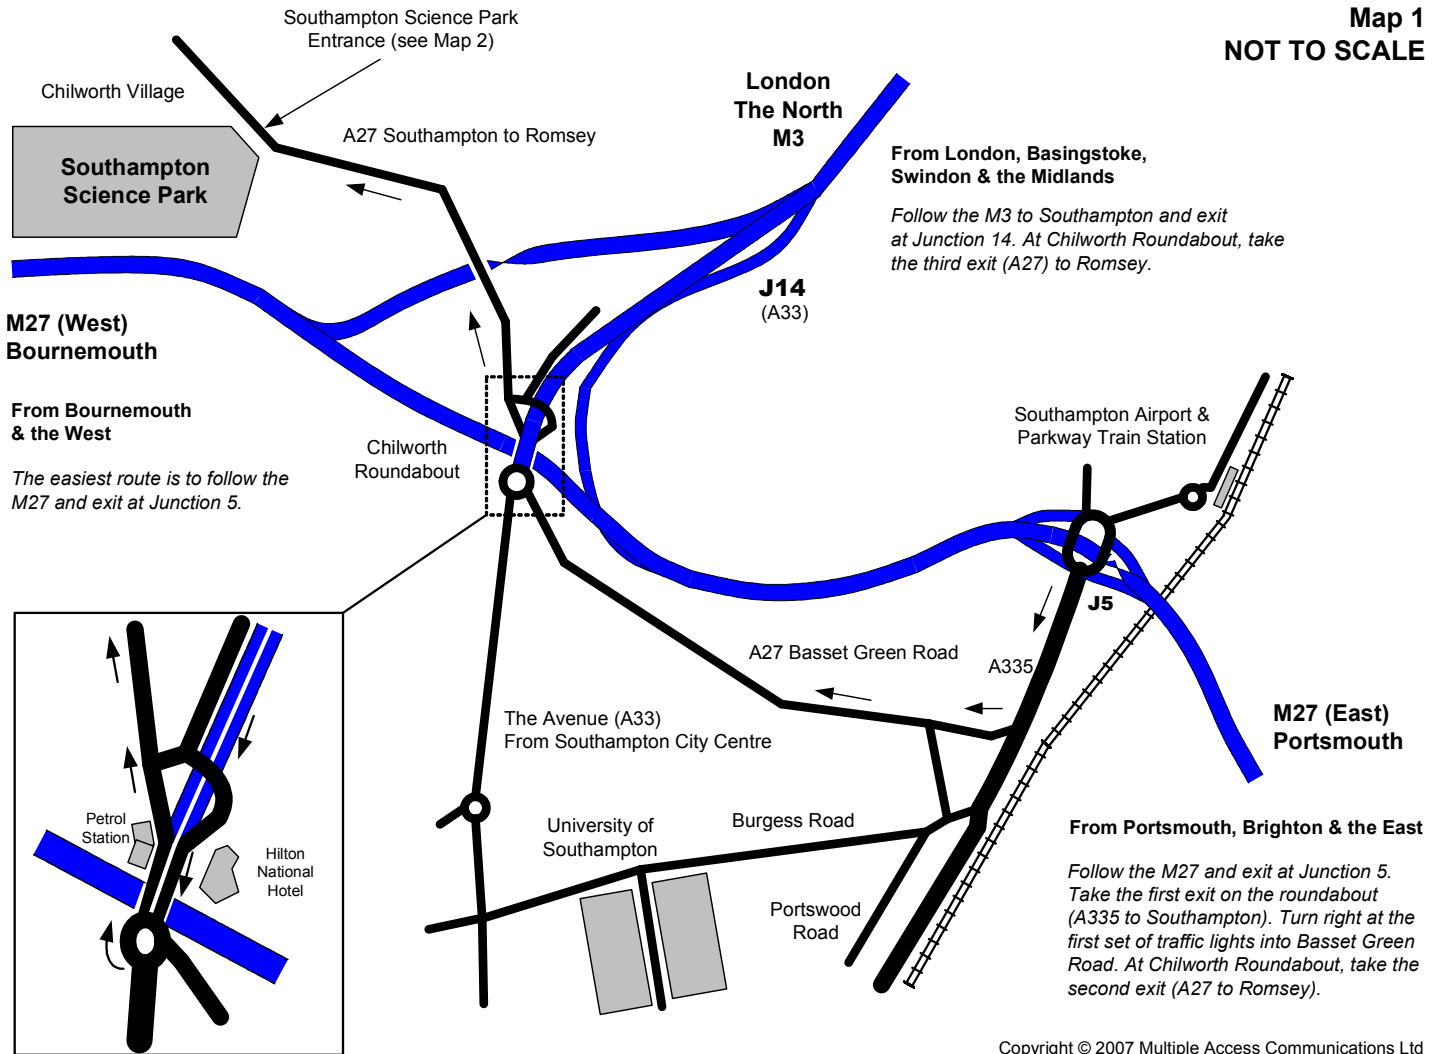 Map 1
NOT TO SCALE
Southampton Science Park
Entrance (see Map 2)
Chilworth Village
A27 Southampton to Romsey
London
The North
M3
Southampton
Science Park
From London, Basingstoke,
Swindon & the Midlands
Follow the M3 to Southampton and exit
at Junction 14. At Chilworth Roundabout, take
the third exit (A27) to Romsey.
J14
(A33)
M27 (West)
Bournemouth
From Bournemouth
& the West
The easiest route is to follow the
M27 and exit at Junction 5.
Chilworth
Roundabout
Southampton Airport &
Parkway Train Station
J5
A27 Basset Green Road
A335
The Avenue (A33)
From Southampton City Centre
M27 (East)
Portsmouth
Petrol
Station
Hilton
National
Hotel
University of
Southampton
Burgess Road
Portswood
Road
From Portsmouth, Brighton & the East
Follow the M27 and exit at Junction 5.
Take the first exit on the roundabout
(A335 to Southampton). Turn right at the
first set of traffic lights into Basset Green
Road. At Chilworth Roundabout, take the
second exit (A27 to Romsey).
Copyright © 2007 Multiple Access Communications Ltd